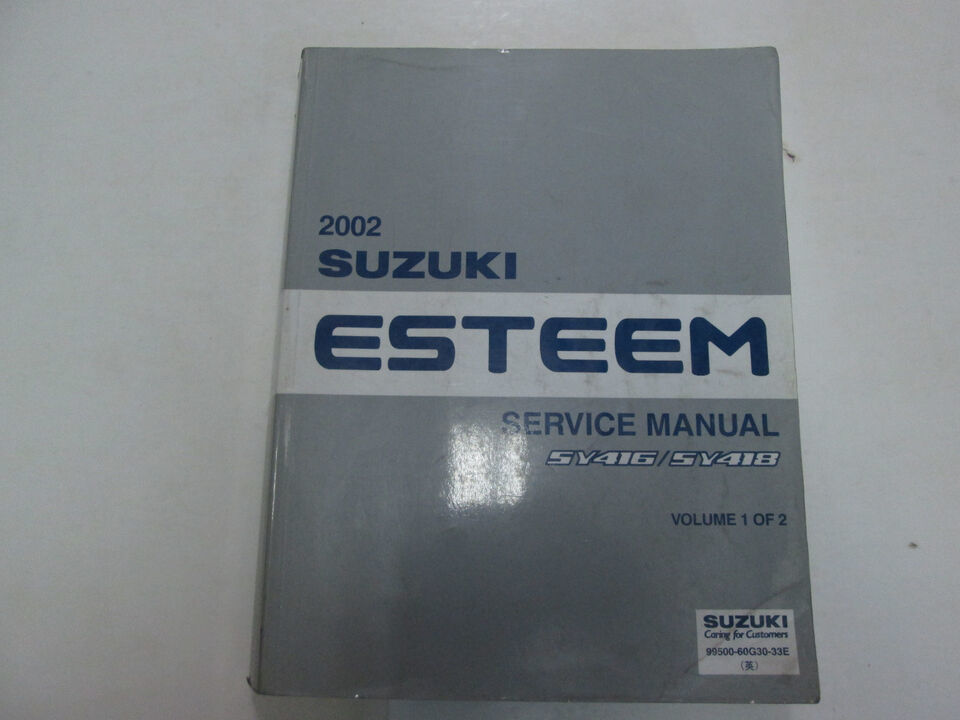 2002
SUZUKI
ESTEEM
SERVICE MANUAL
SY416/SY418
VOLUME 1 OF 2
SUZUKI
Caring for Customers
99500-60G30-33E
(英)